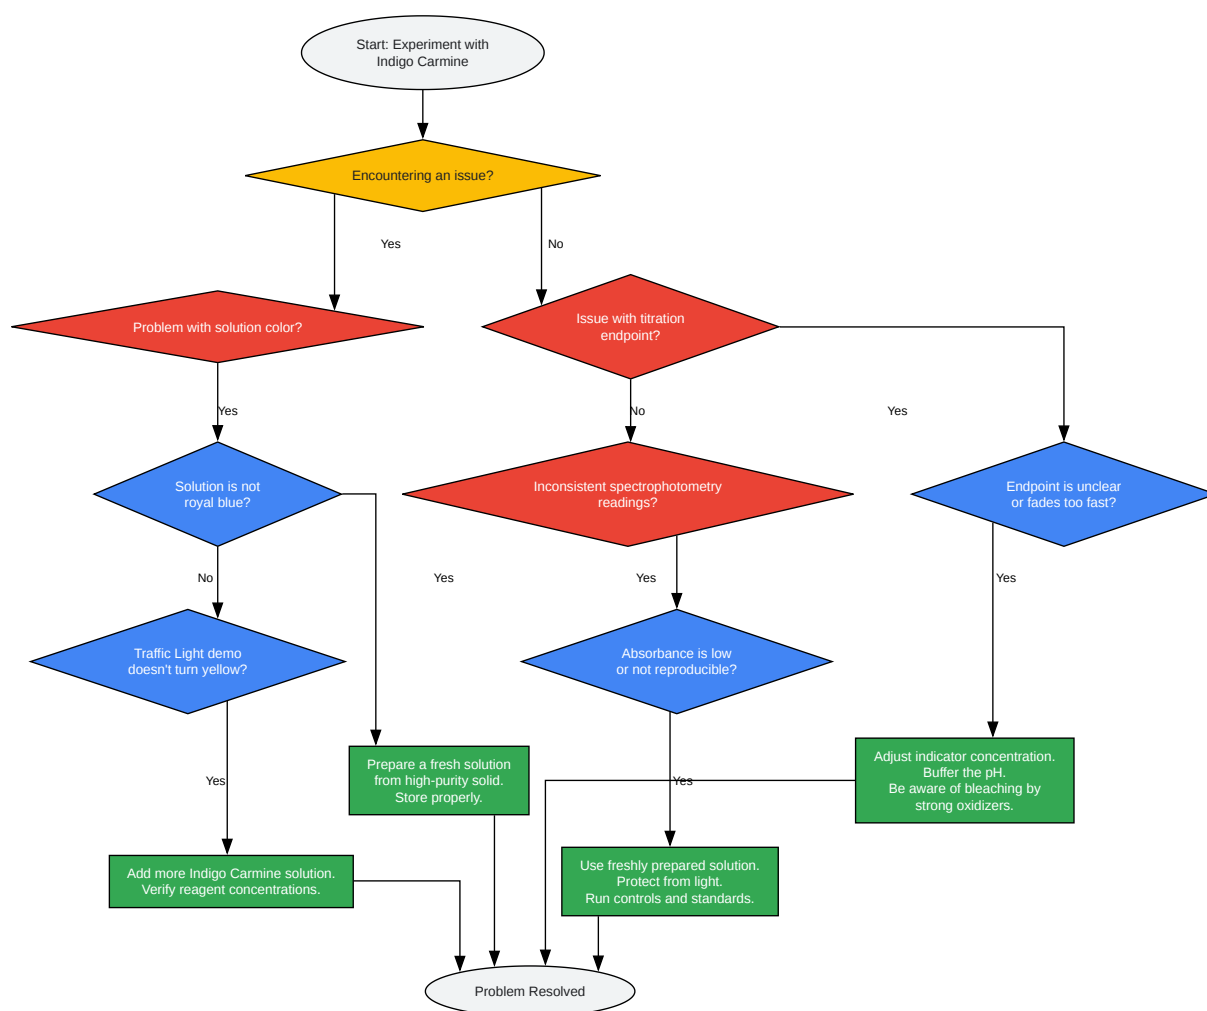 Start: Experiment with
Indigo Carmine
Encountering an issue?
Yes
No
Problem with solution color?
Issue with titration
endpoint?
Yes
No
Yes
Solution is not
royal blue?
Inconsistent spectrophotometry
readings?
Endpoint is unclear
or fades too fast?
No
Yes
Yes
Yes
Traffic Light demo
doesn't turn yellow?
Absorbance is low
or not reproducible?
Prepare a fresh solution
from high-purity solid.
Store properly.
Adjust indicator concentration.
Buffer the pH.
Be aware of bleaching by
strong oxidizers.
Yes
Yes
Add more Indigo Carmine solution.
Verify reagent concentrations.
Use freshly prepared solution.
Protect from light.
Run controls and standards.
Problem Resolved